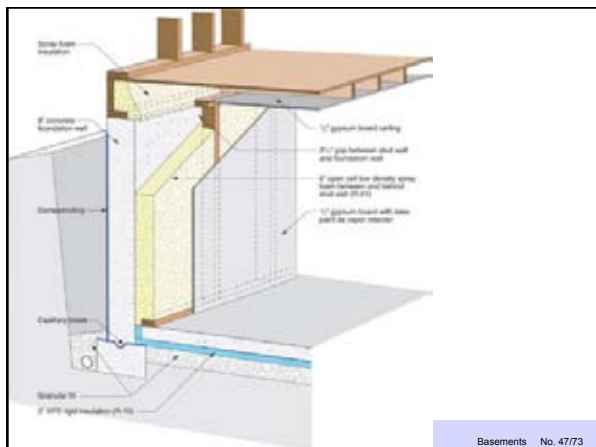 Spray foam
insulation
8" concrete
foundation wall
Dampproofing
Capillary break
Granular fill
2" XPS rigid insulation (R-10)
½" gypsum board ceiling
gap between stud wall
and foundation wall
6" open cell low density spray
foam between and behind
stud wall
½" gypsum board with latex
paint as vapor retarder
Basements No. 47/73